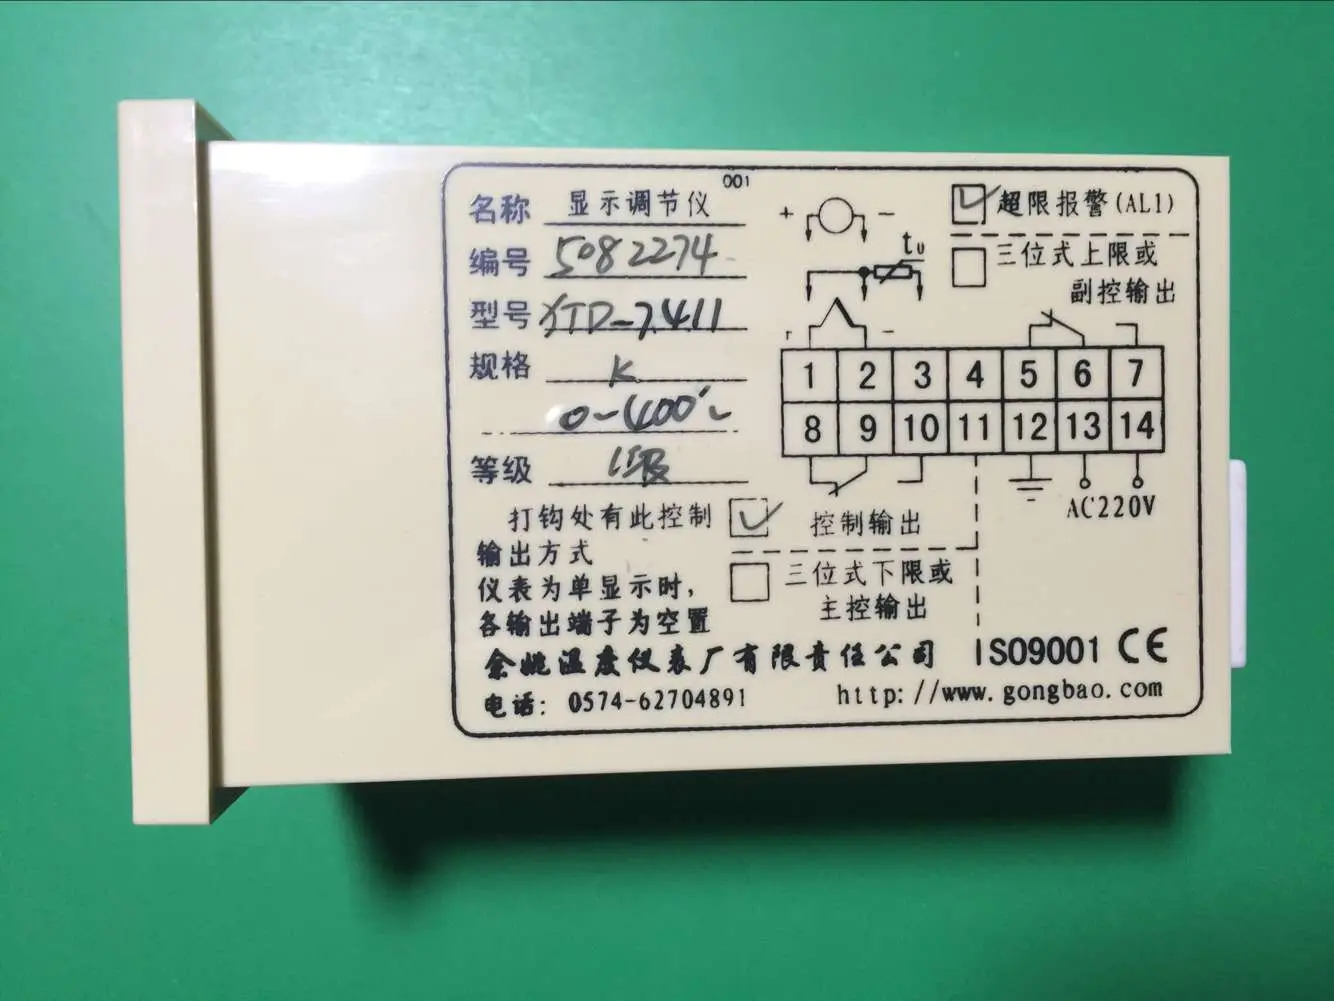 001
名称 显示调节仪
编号 5082274
型号 XTD-7411
规格 K
0~400℃
等级 1级
打钩处有此控制
输出方式
仪表为单显示时,
各输出端子为空置
+ -
tυ
r -
超限报警(AL1)
三位式上限或
副控输出
1 2 3 4 5 6 7
8 9 10 11 12 13 14
AC220V
控制输出
三位式下限或
主控输出
余姚温度仪表厂有限责任公司 ISO9001 CE
电话: 0574-62704891 http://www.gongbao.com